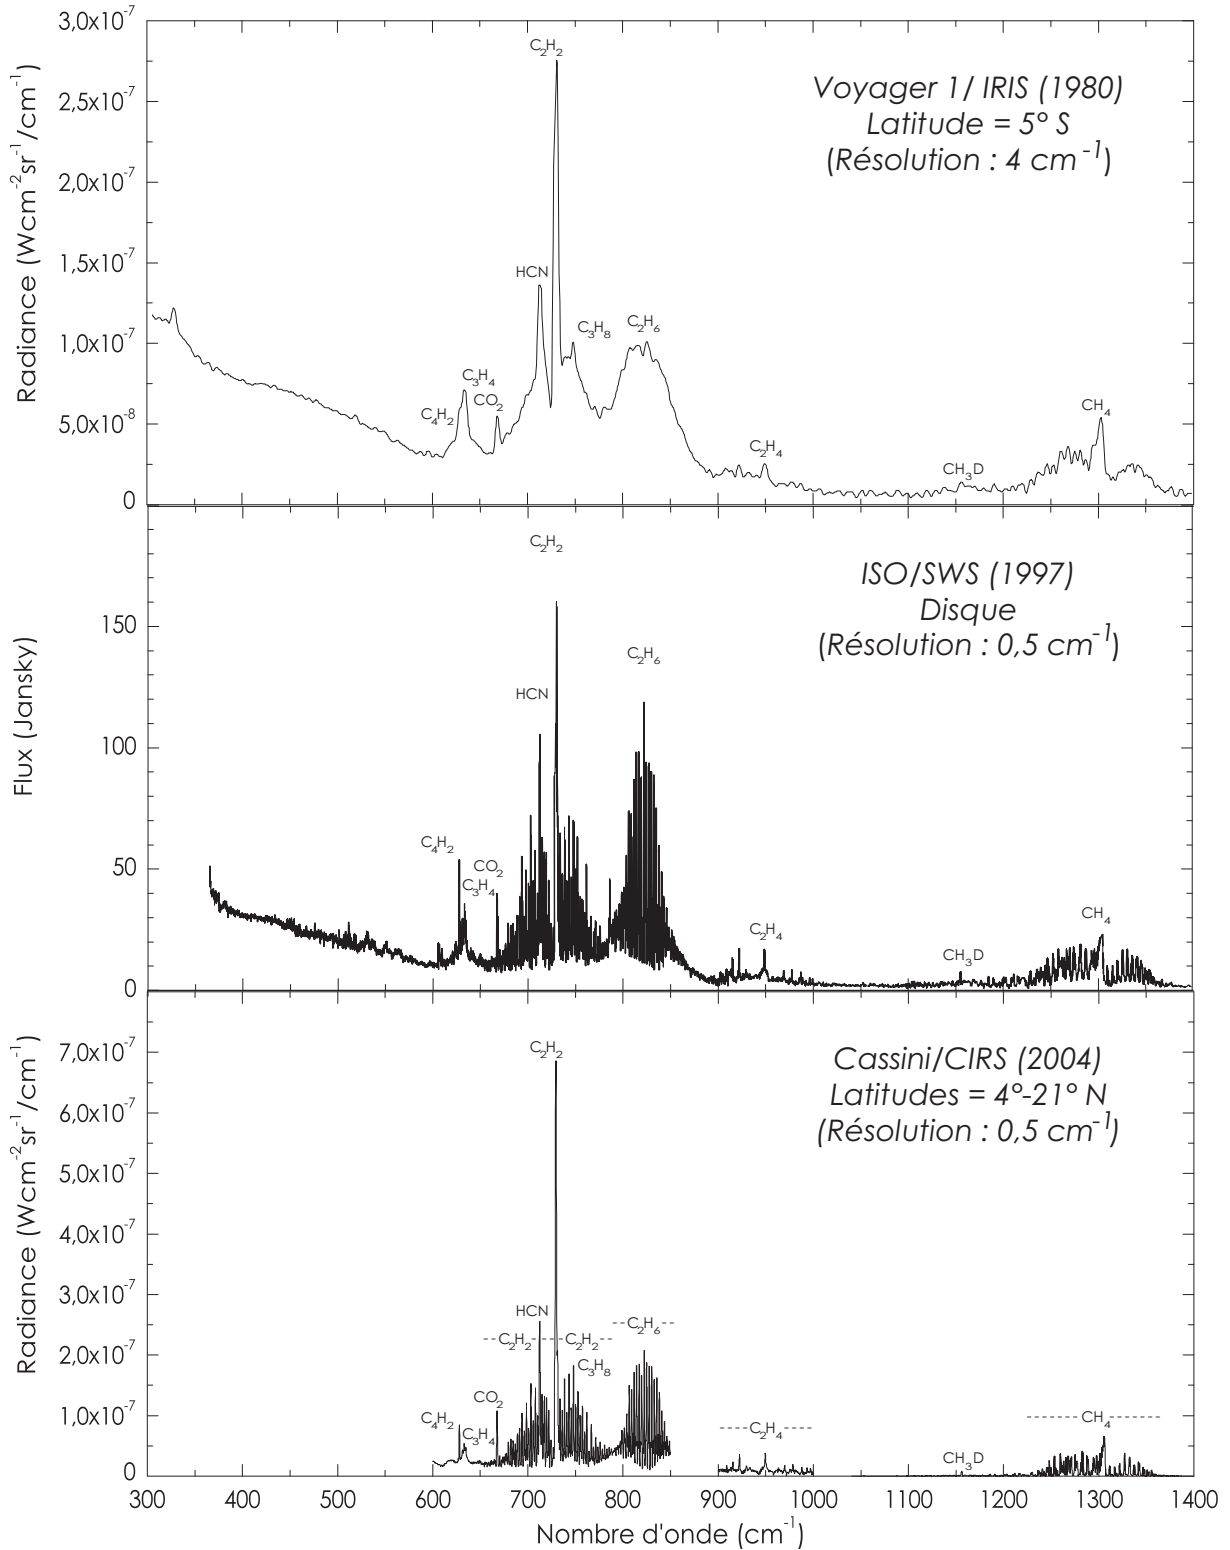 3,0x10⁻⁷
2,5x10⁻⁷
2,0x10⁻⁷
1,5x10⁻⁷
1,0x10⁻⁷
5,0x10⁻⁸
0
Radiance (Wcm⁻²sr⁻¹/cm⁻¹)
Voyager 1/ IRIS (1980)
Latitude = 5° S
(Résolution : 4 cm⁻¹)
C₂H₂
HCN
C₃H₈
C₂H₆
C₃H₄
CO₂
C₄H₂
C₂H₄
CH₃D
CH₄
150
100
50
0
Flux (Jansky)
ISO/SWS (1997)
Disque
(Résolution : 0,5 cm⁻¹)
C₂H₂
C₂H₆
HCN
C₄H₂
CO₂
C₃H₄
C₂H₄
CH₃D
CH₄
7,0x10⁻⁷
6,0x10⁻⁷
5,0x10⁻⁷
4,0x10⁻⁷
3,0x10⁻⁷
2,0x10⁻⁷
1,0x10⁻⁷
0
Radiance (Wcm⁻²sr⁻¹/cm⁻¹)
Cassini/CIRS (2004)
Latitudes = 4°-21° N
(Résolution : 0,5 cm⁻¹)
C₂H₂
HCN
C₂H₆
C₂H₂ C₂H₂
C₃H₈
CO₂
C₄H₂
C₃H₄
C₂H₄
CH₃D
CH₄
300 400 500 600 700 800 900 1000 1100 1200 1300 1400
Nombre d'onde (cm⁻¹)